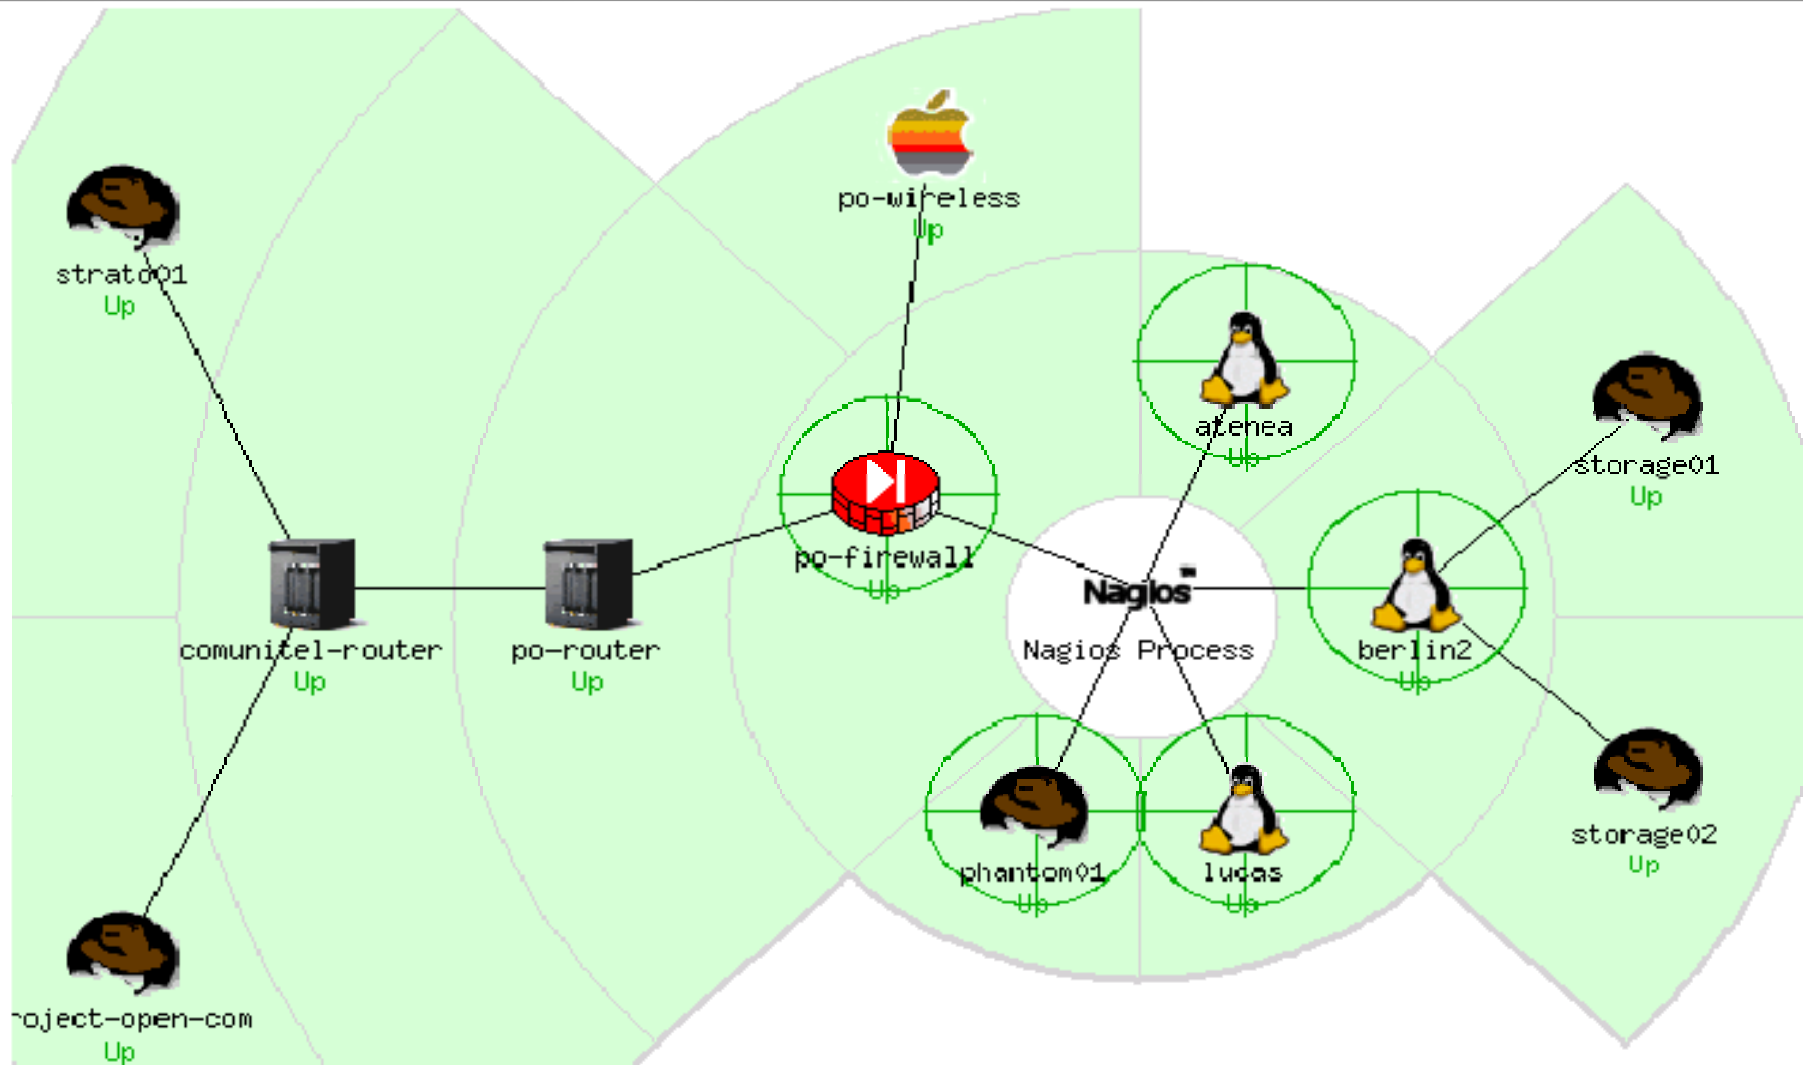 po-wireless
Up
strato01
Up
atenea
Up
storage01
Up
po-firewall
Up
Nagios™
Nagios Process
comunitel-router
Up
po-router
Up
berlin2
Up
storage02
Up
phantom01
Up
lucas
Up
roject-open-com
Up